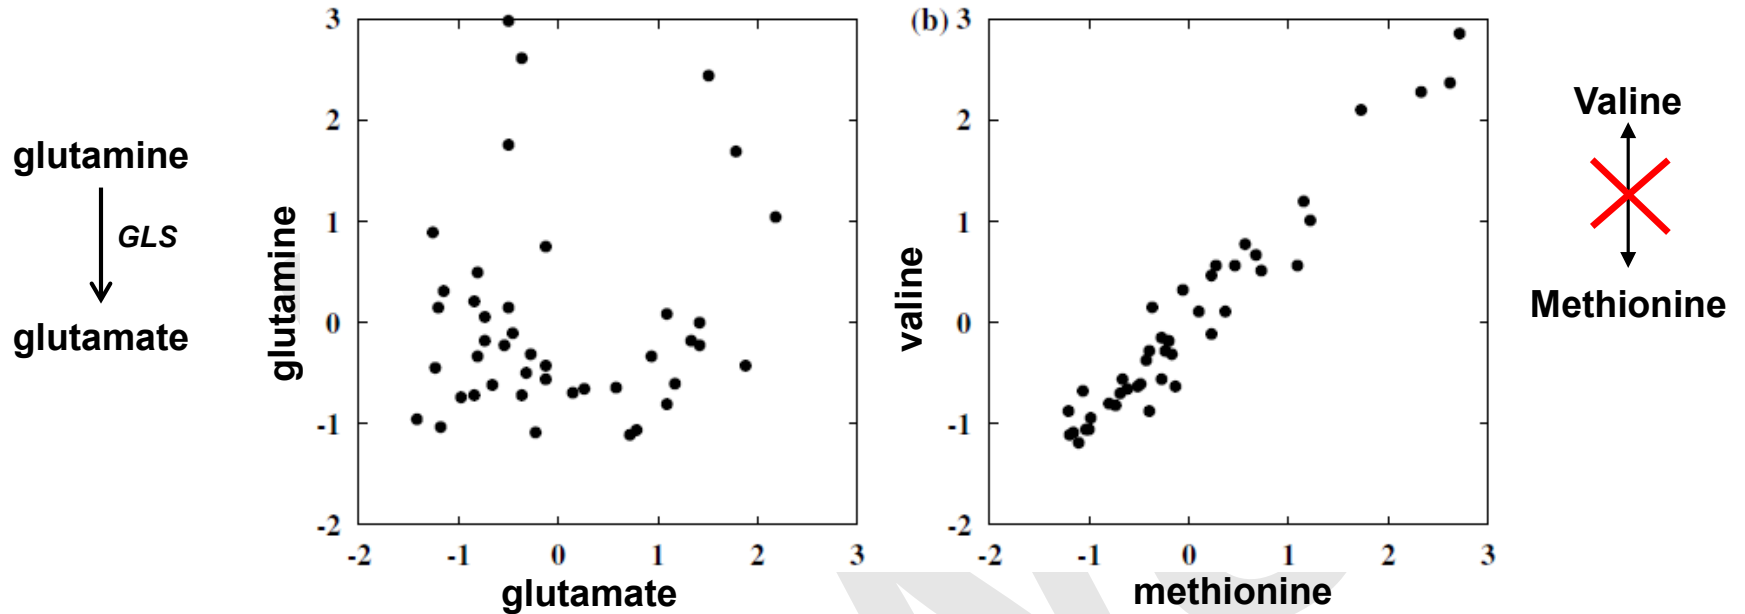 glutamine
GLS
glutamate
glutamine
3
2
1
0
-1
-2
-2 -1 0 1 2 3
glutamate
(b)
valine
3
2
1
0
-1
-2
-2 -1 0 1 2 3
methionine
Valine
Methionine